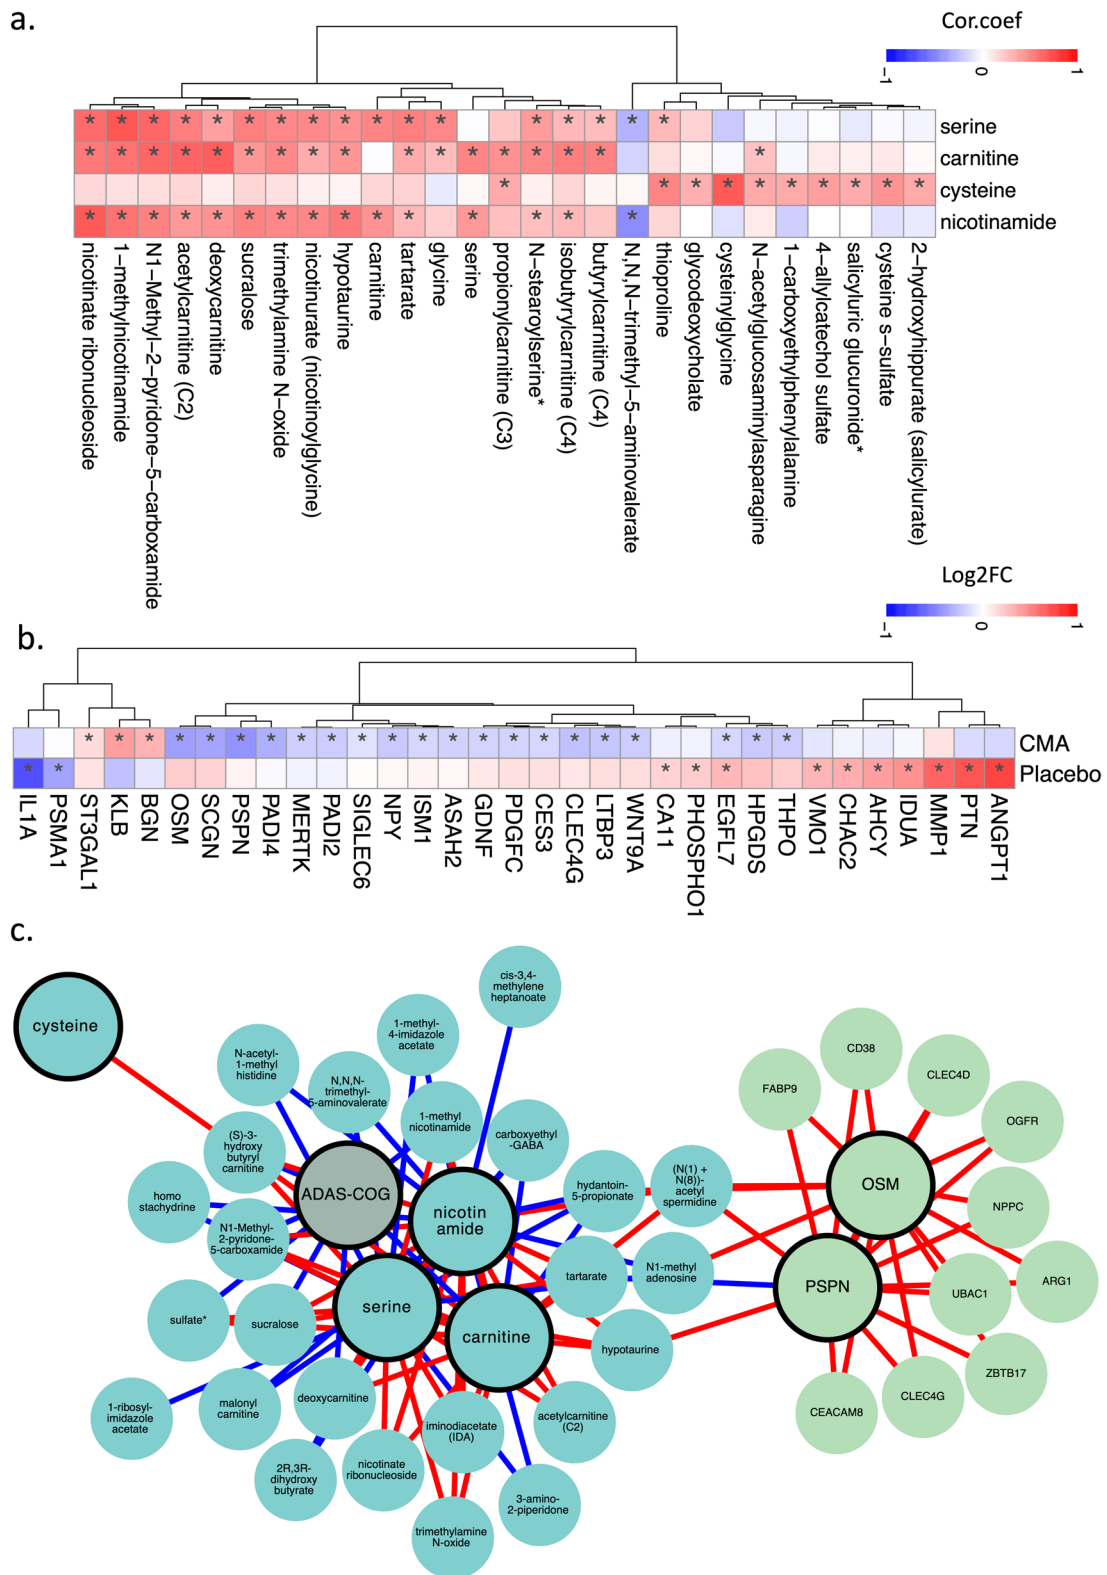 a.
Cor.coef
-1
0
1
* * * * * * * * * * * * * * * * *
serine
* * * * * * * * * * * * * * * * *
carnitine
* * * * * * * * * *
cysteine
* * * * * * * * * * * * * * * *
nicotinamide
nicotinate ribonucleoside
1-methylnicotinamide
N1-Methyl-2-pyridone-5-carboxamide
acetylcarnitine (C2)
deoxycarnitine
sucralose
trimethylamine N-oxide
nicotinurate (nicotinoylglycine)
hypotaurine
carnitine
tartarate
glycine
serine
propionylcarnitine (C3)
N-stearoylserine*
isobutyrylcarnitine (C4)
butyrylcarnitine (C4)
N,N,N-trimethyl-5-aminovalerate
thioproline
glycodeoxycholate
cysteinylglycine
N-acetylglucosaminylasparagine
1-carboxyethylphenylalanine
4-allylcatechol sulfate
salicyluric glucuronide*
cysteine s-sulfate
2-hydroxyhippurate (salicylurate)
Log2FC
-1
0
1
b.
* * * * * * * * * * * * * * * * * * * * * *
CMA
* * * * * * * * * * * *
Placebo
IL1A
PSMA1
ST3GAL1
KLB
BGN
OSM
SCGN
PSPN
PADI4
MERTK
PADI2
SIGLEC6
NPY
ISM1
ASAH2
GDNF
PDGFC
CES3
CLEC4G
LTBP3
WNT9A
CA11
PHOSPHO1
EGFL7
HPGDS
THPO
VMO1
CHAC2
AHCY
IDUA
MMP1
PTN
ANGPT1
c.
cysteine
cis-3,4-
methylene
heptanoate
1-methyl-
4-imidazole
acetate
N-acetyl-
1-methyl
histidine
N,N,N-
trimethyl-
5-aminovalerate
1-methyl
nicotinamide
carboxyethyl
-GABA
(S)-3-
hydroxy
butyryl
carnitine
homo
stachydrine
ADAS-COG
nicotin
amide
hydantoin-
5-propionate
(N(1) +
N(8))-
acetyl
spermidine
N1-Methyl-
2-pyridone-
5-carboxamide
tartarate
N1-methyl
adenosine
serine
carnitine
sulfate*
sucralose
hypotaurine
1-ribosyl-
imidazole
acetate
malonyl
carnitine
deoxycarnitine
iminodiacetate
(IDA)
acetylcarnitine
(C2)
2R,3R-
dihydroxy
butyrate
nicotinate
ribonucleoside
3-amino-
2-piperidone
trimethylamine
N-oxide
FABP9
CD38
CLEC4D
OGFR
OSM
NPPC
PSPN
UBAC1
ARG1
ZBTB17
CLEC4G
CEACAM8